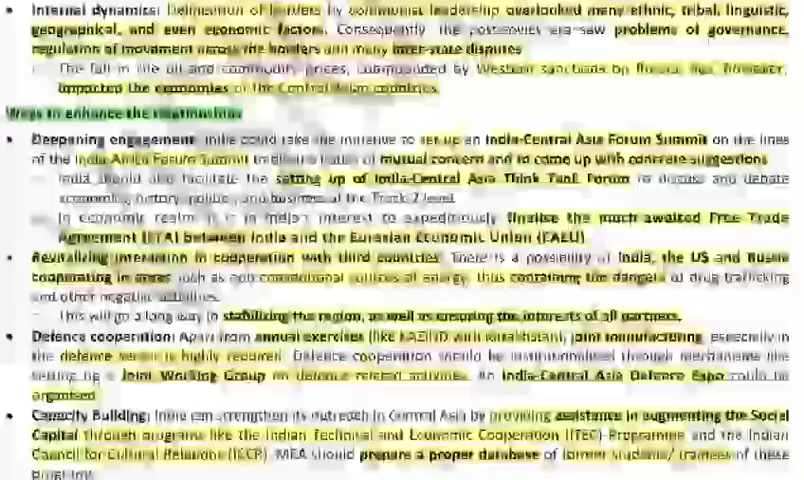 • Internal dynamics: Delineation of borders by communist leadership overlooked many ethnic, tribal, linguistic,
geographical, and even economic factors. Consequently the post-soviet era saw problems of governance,
regulation of movement across the borders and many inter-state disputes
The fall in the oil and commodity prices, compounded by Western sanctions on Russia has, however,
impacted the economies of the Central Asian countries.
Ways to enhance the relationships
• Deepening engagement: India could take the initiative to set up an India-Central Asia Forum Summit on the lines
of the India-Africa Forum Summit to discuss issues of mutual concern and to come up with concrete suggestions
India should also facilitate the setting up of India-Central Asia Think Tank Forum to discuss and debate
economics, history, politics, and business at the Track 2 level.
In economic realm it is in India's interest to expeditiously finalise the much awaited Free Trade
Agreement (FTA) between India and the Eurasian Economic Union (EAEU)
• Revitalizing interaction in cooperation with third countries: There is a possibility of India, the US and Russia
cooperating in areas such as non-conventional sources of energy, thus containing the dangers of drug trafficking
and other negative activities.
This will go a long way in stabilizing the region, as well as ensuring the interests of all partners.
• Defence cooperation: Apart from annual exercises (like KAZIND with Kazakhstan), joint manufacturing, especially in
the defence sector is highly required. Defence cooperation should be institutionalised through mechanisms like
setting up a Joint Working Group on defence related activities. An India-Central Asia Defence Expo could be
organised
• Capacity Building: India can strengthen its outreach in Central Asia by providing assistance in augmenting the Social
Capital through programs like the Indian Technical and Economic Cooperation (ITEC)-Programme and the Indian
Council for Cultural Relations (ICCR). MEA should prepare a proper database of former students/ trainees of these
programs.